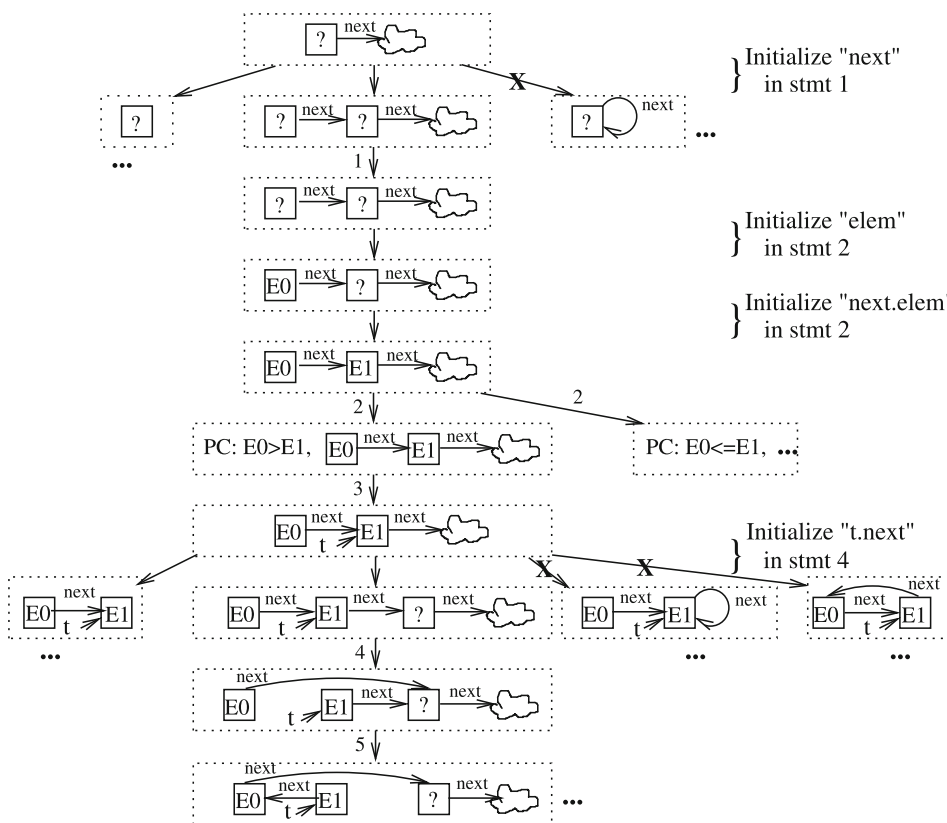 ? next
Initialize "next"
in stmt 1
X
?
? next ? next
? next
...
...
1
? next ? next
Initialize "elem"
in stmt 2
E0 next ? next
Initialize "next.elem"
in stmt 2
E0 next E1 next
2
2
PC: E0>E1, E0 next E1 next
PC: E0<=E1, ...
3
E0 next E1 next
t
Initialize "t.next"
in stmt 4
X
X
E0 next E1
t
E0 next E1 next ? next
t
E0 next E1 next
t
E0 next E1 next
t
...
...
...
4
next
E0 t E1 next ? next
5
next
E0 next E1 ? next
t
...